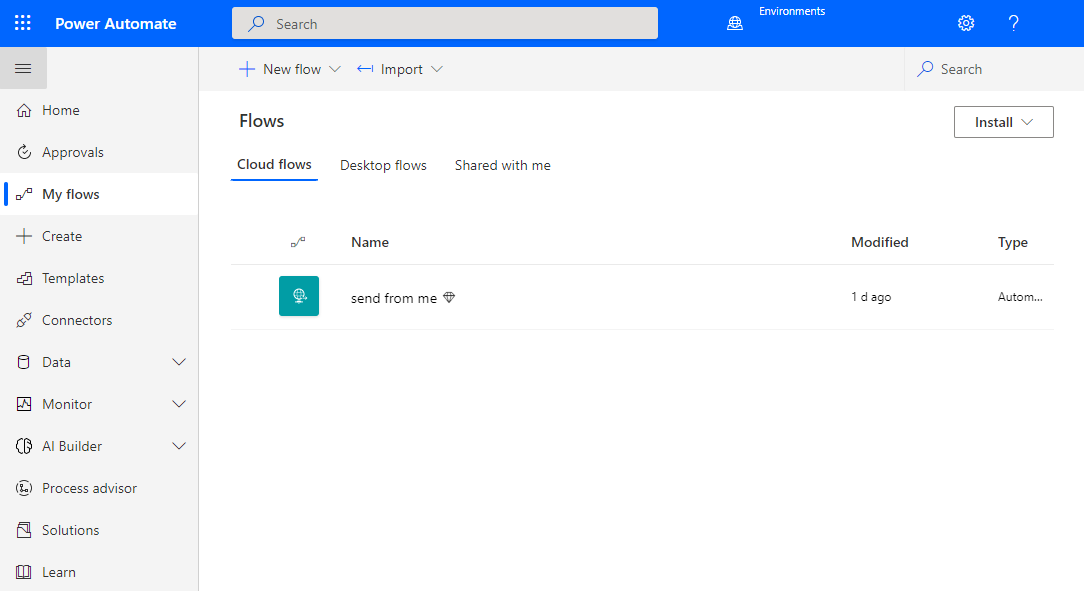 Power Automate
Search
Environments
?
New flow
Import
Search
Home
Approvals
My flows
Create
Templates
Connectors
Data
Monitor
AI Builder
Process advisor
Solutions
Learn
Flows
Install
Cloud flows
Desktop flows
Shared with me
Name Modified Type
send from me 1 d ago Autom...